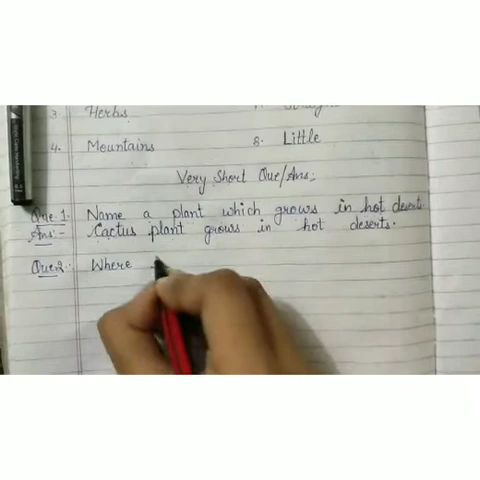 3. Herbs
4. Mountains 8. Little
Very Short Que/Ans:
Que.1. Name a plant which grows in hot deserts.
Ans:- Cactus plant grows in hot deserts.
Que.2. Where